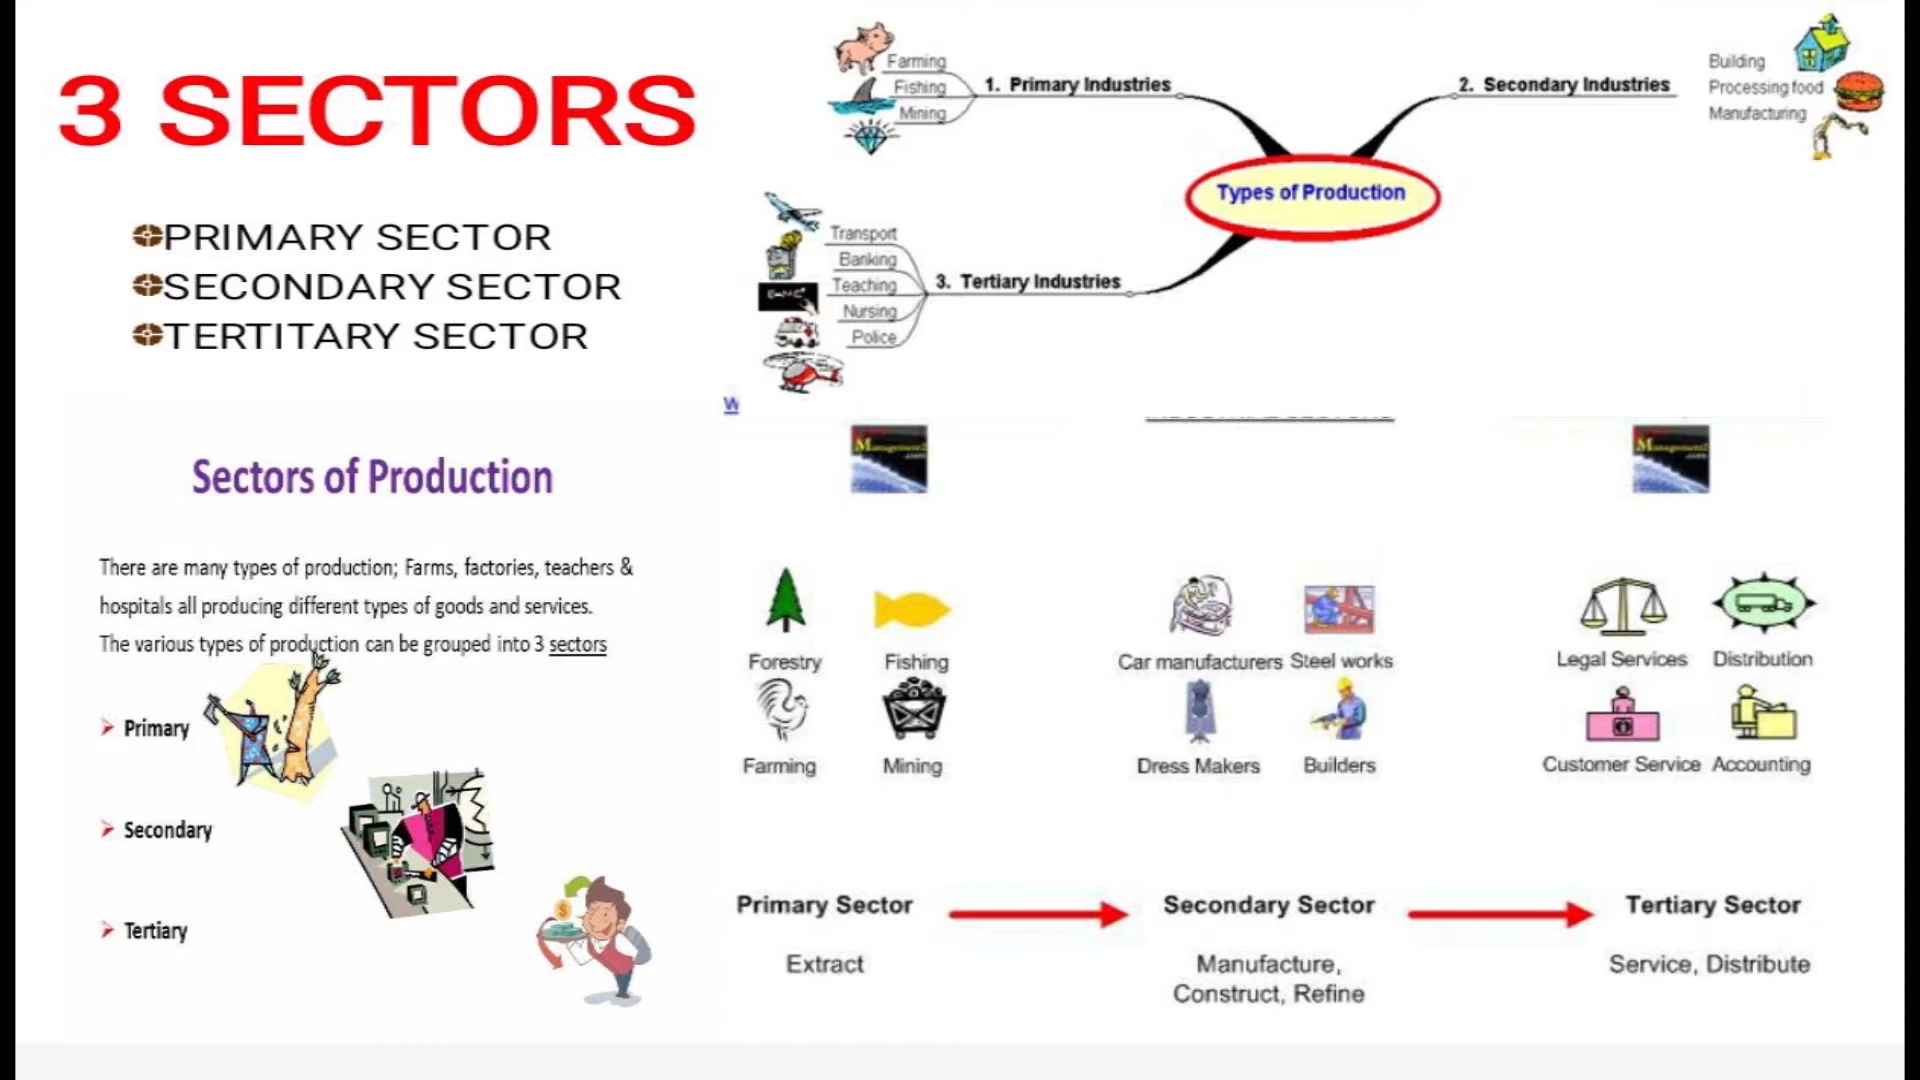 3 SECTORS
PRIMARY SECTOR
SECONDARY SECTOR
TERTITARY SECTOR
Farming
Fishing
Mining
1. Primary Industries
2. Secondary Industries
Building
Processing food
Manufacturing
Types of Production
Transport
Banking
Teaching
Nursing
Police
3. Tertiary Industries
W
Sectors of Production
There are many types of production; Farms, factories, teachers &
hospitals all producing different types of goods and services.
The various types of production can be grouped into 3 sectors
Primary
Secondary
Tertiary
Forestry
Fishing
Farming
Mining
Car manufacturers
Steel works
Dress Makers
Builders
Legal Services
Distribution
Customer Service
Accounting
Primary Sector
Secondary Sector
Tertiary Sector
Extract
Manufacture,
Construct, Refine
Service, Distribute